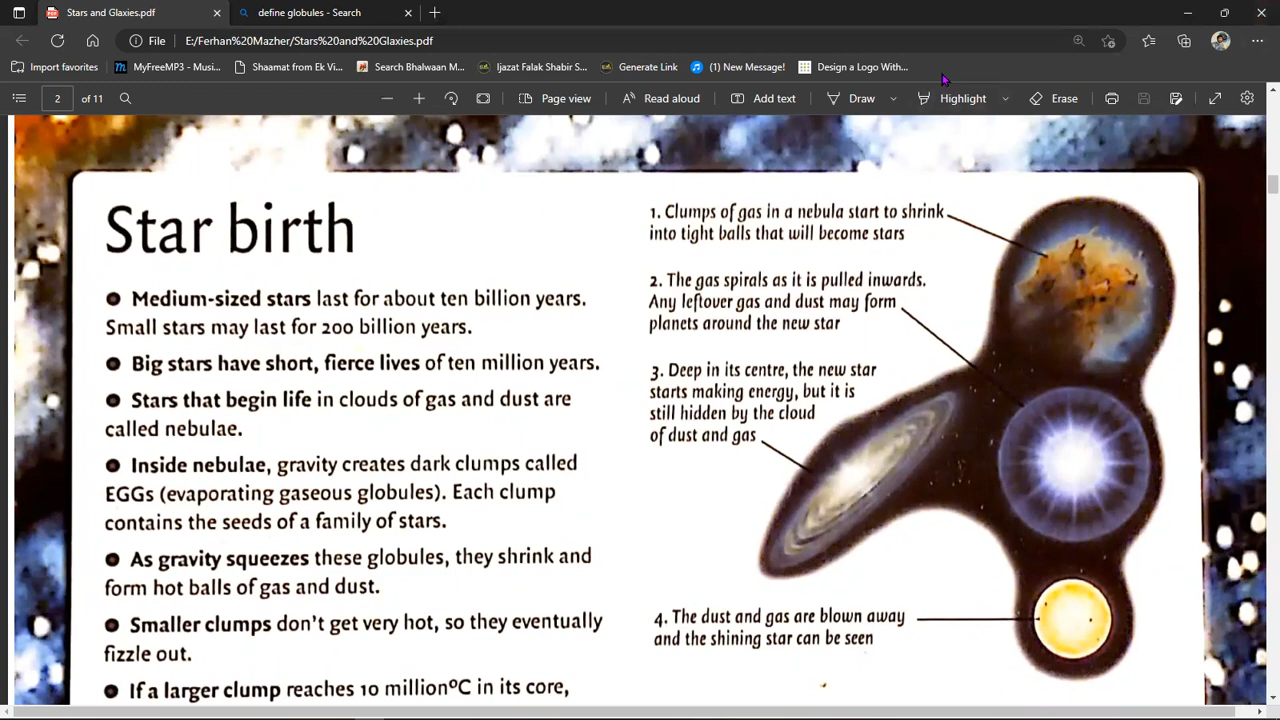 Stars and Glaxies.pdf
define globules - Search
File
E:/Ferhan%20Mazher/Stars%20and%20Glaxies.pdf
Import favorites
MyFreeMP3 - Musi...
Shaamat from Ek Vi...
Search Bhalwaan M...
Ijazat Falak Shabir S...
Generate Link
(1) New Message!
Design a Logo With...
2 of 11
Page view
Read aloud
Add text
Draw
Highlight
Erase
Star birth
Medium-sized stars last for about ten billion years.
Small stars may last for 200 billion years.
Big stars have short, fierce lives of ten million years.
Stars that begin life in clouds of gas and dust are
called nebulae.
Inside nebulae, gravity creates dark clumps called
EGGs (evaporating gaseous globules). Each clump
contains the seeds of a family of stars.
As gravity squeezes these globules, they shrink and
form hot balls of gas and dust.
Smaller clumps don't get very hot, so they eventually
fizzle out.
If a larger clump reaches 10 millionºC in its core,
1. Clumps of gas in a nebula start to shrink
into tight balls that will become stars
2. The gas spirals as it is pulled inwards.
Any leftover gas and dust may form
planets around the new star
3. Deep in its centre, the new star
starts making energy, but it is
still hidden by the cloud
of dust and gas
4. The dust and gas are blown away
and the shining star can be seen